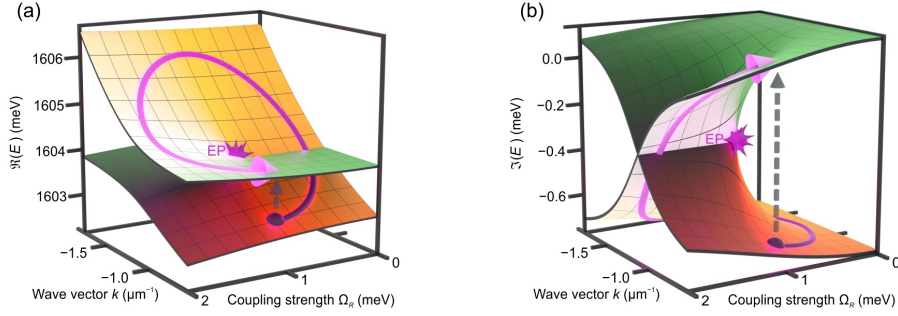 (a)
ℜ(E) (meV)
1606
1605
1604
1603
EP
−1.5
−1.0
2
1
0
Wave vector k (μm⁻¹)
Coupling strength Ω_R (meV)
(b)
ℑ(E) (meV)
0.0
−0.2
−0.4
−0.6
EP
−1.5
−1.0
2
1
0
Wave vector k (μm⁻¹)
Coupling strength Ω_R (meV)